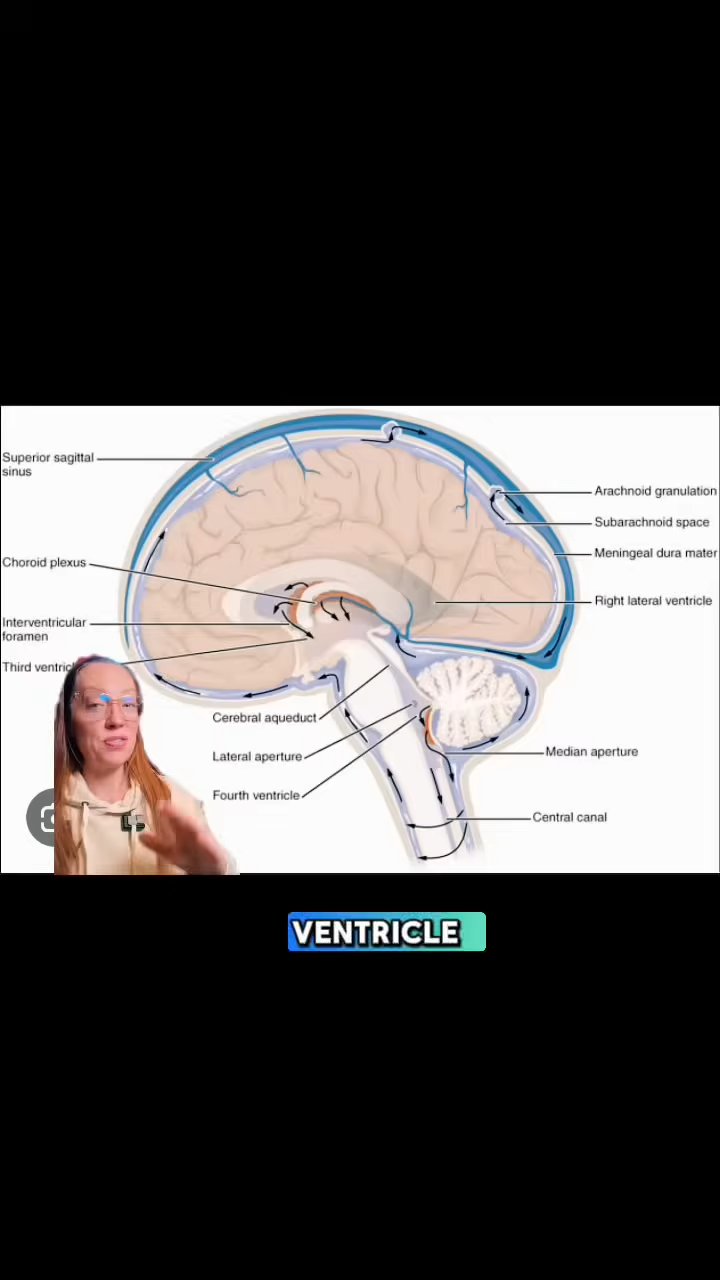 Superior sagittal
sinus
Arachnoid granulation
Subarachnoid space
Meningeal dura mater
Choroid plexus
Right lateral ventricle
Interventricular
foramen
Third
Cerebral aqueduct
Lateral aperture
Median aperture
Fourth ventricle
Central canal
VENTRICLE